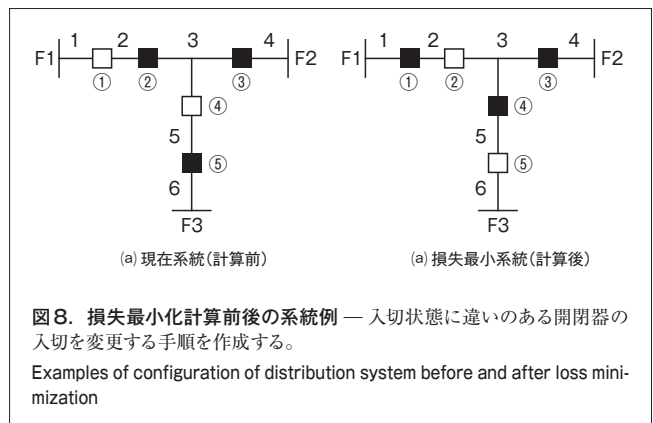 1 2 3 4
F1 F2
① ② ③
④
5
⑤
6
F3
(a) 現在系統(計算前)
1 2 3 4
F1 F2
① ② ③
④
5
⑤
6
F3
(a) 損失最小系統(計算後)
図8. 損失最小化計算前後の系統例 — 入切状態に違いのある開閉器の
入切を変更する手順を作成する。
Examples of configuration of distribution system before and after loss mini-
mization